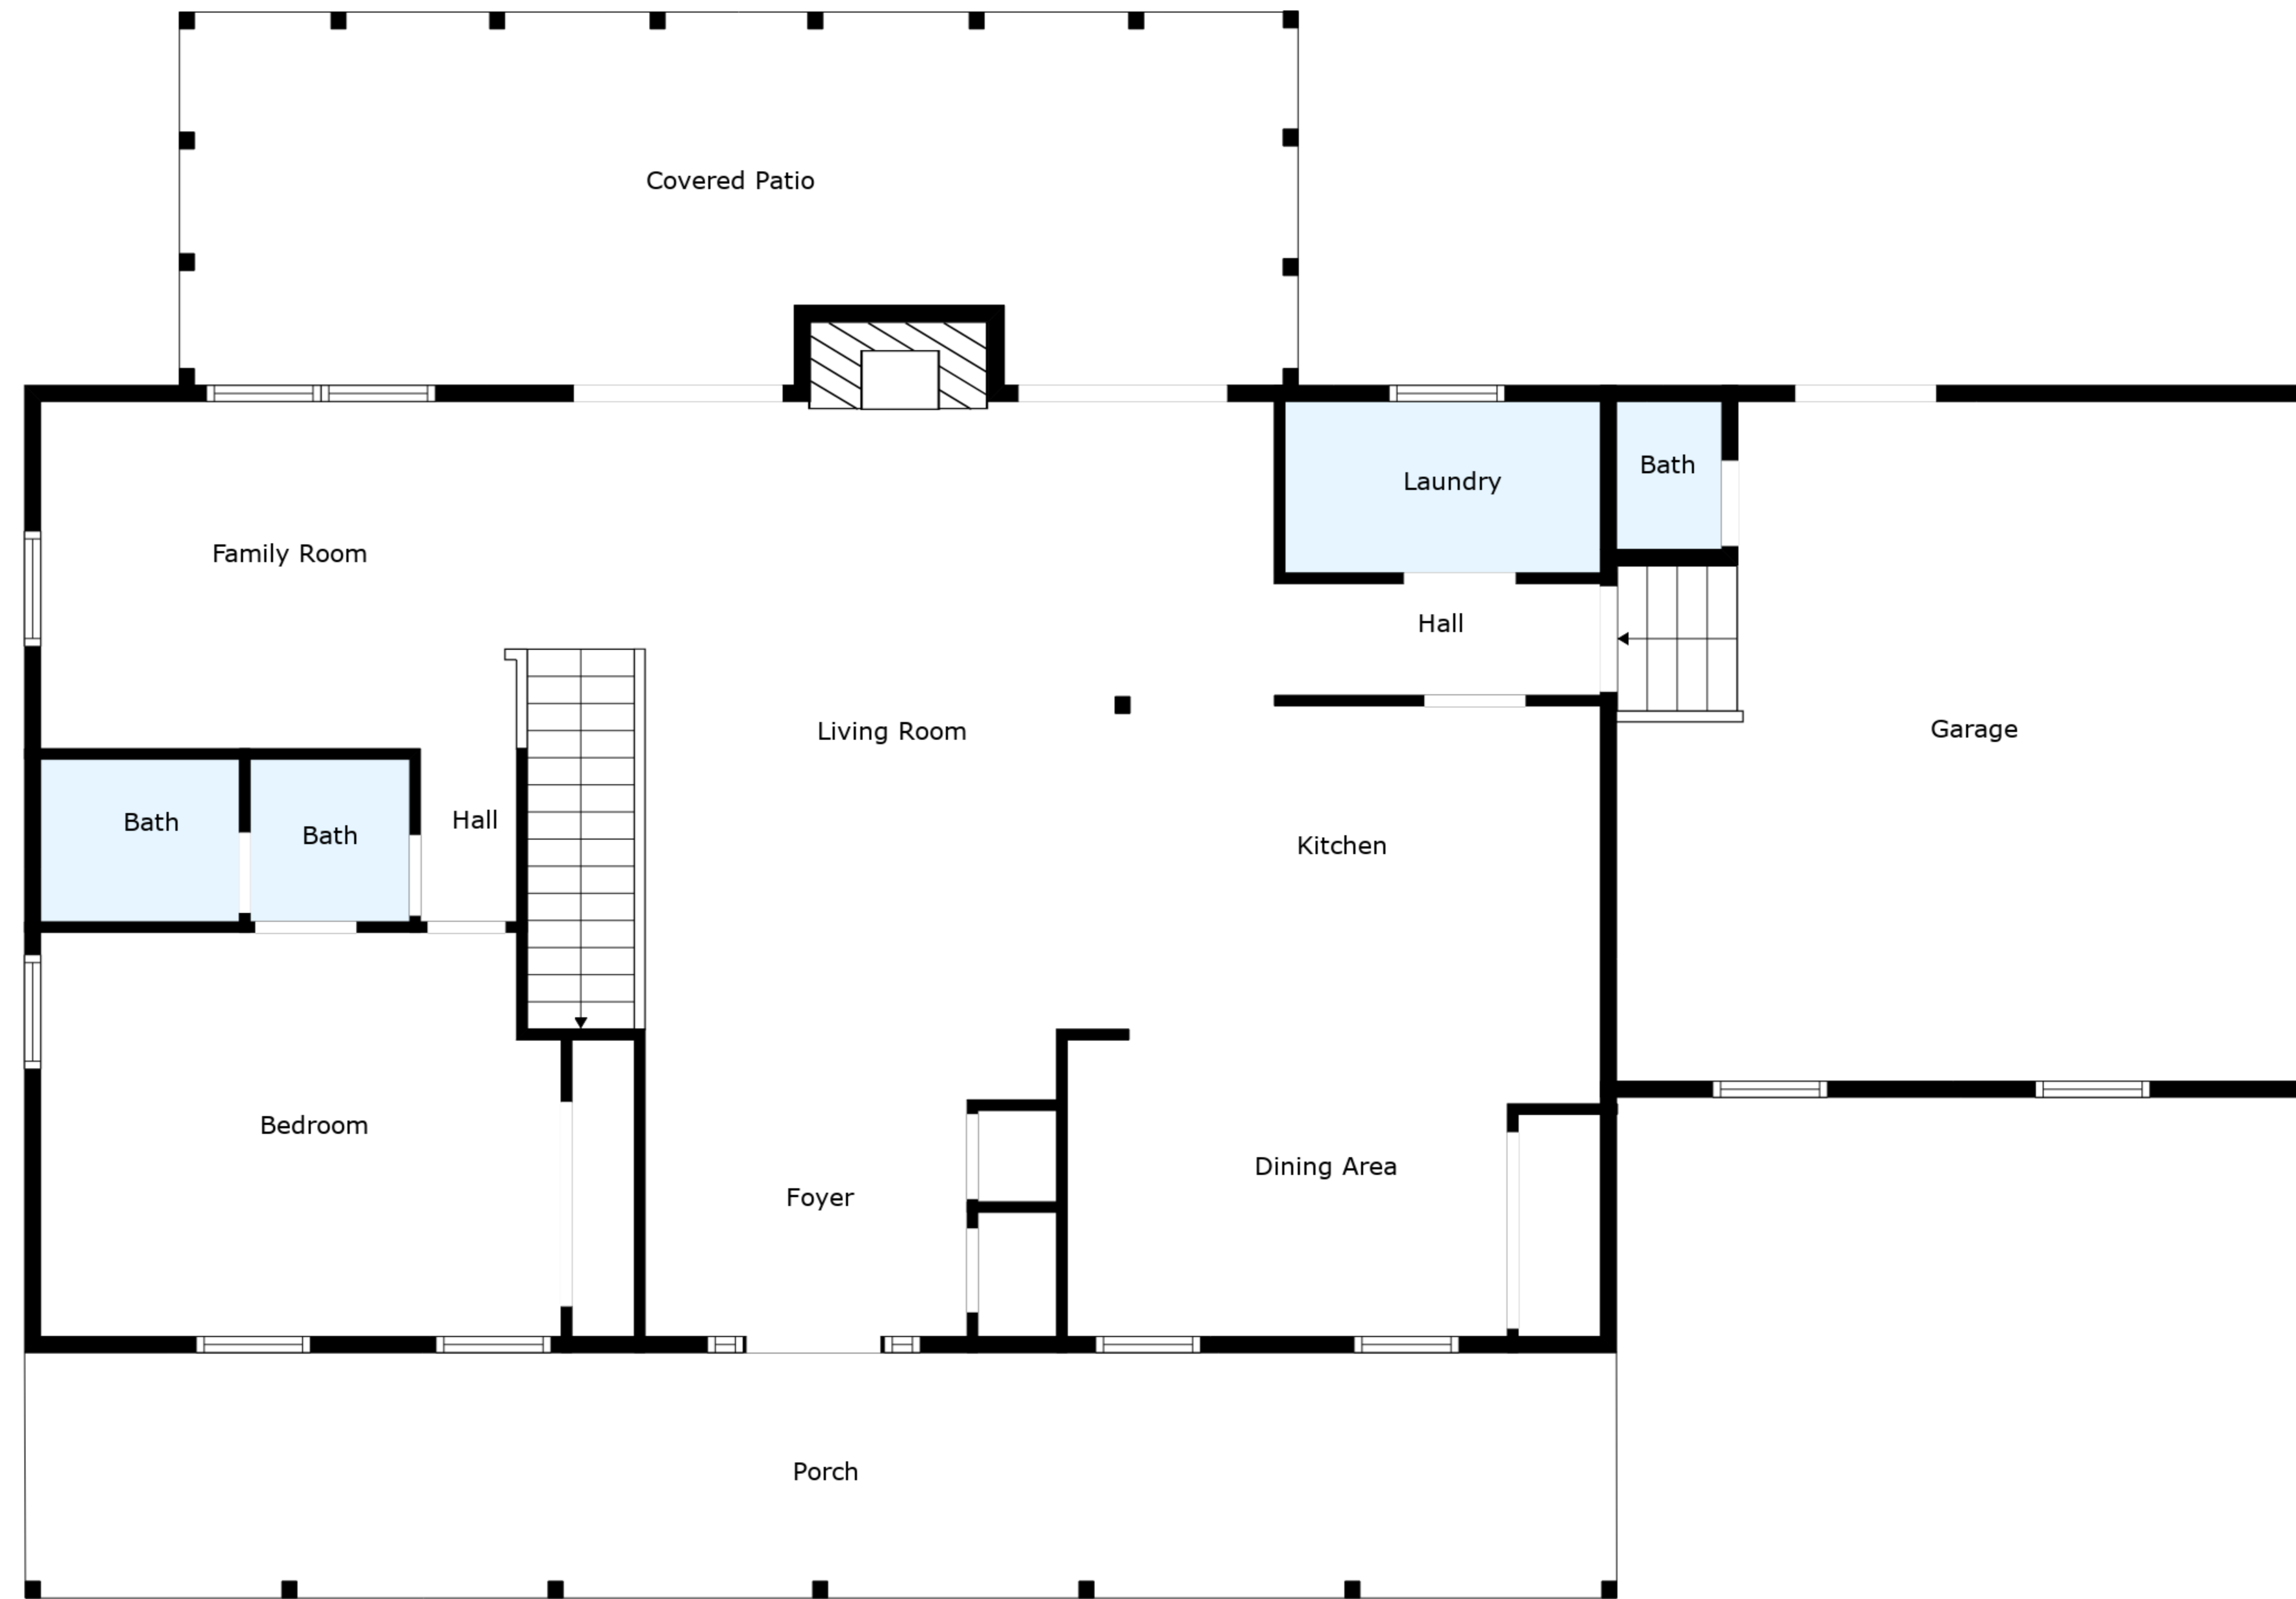 Covered Patio
Bath
Laundry
Family Room
Hall
Living Room
Garage
Bath
Bath
Hall
Kitchen
Bedroom
Dining Area
Foyer
Porch